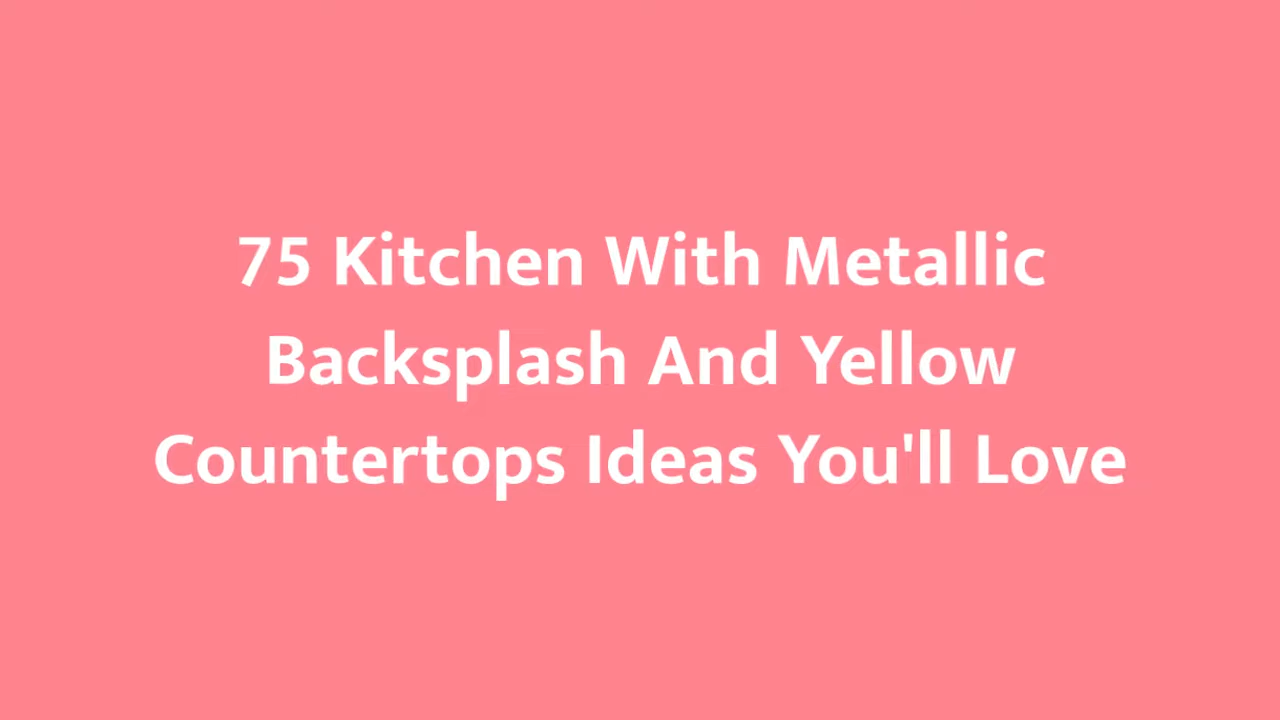 75 Kitchen With Metallic
Backsplash And Yellow
Countertops Ideas You'll Love